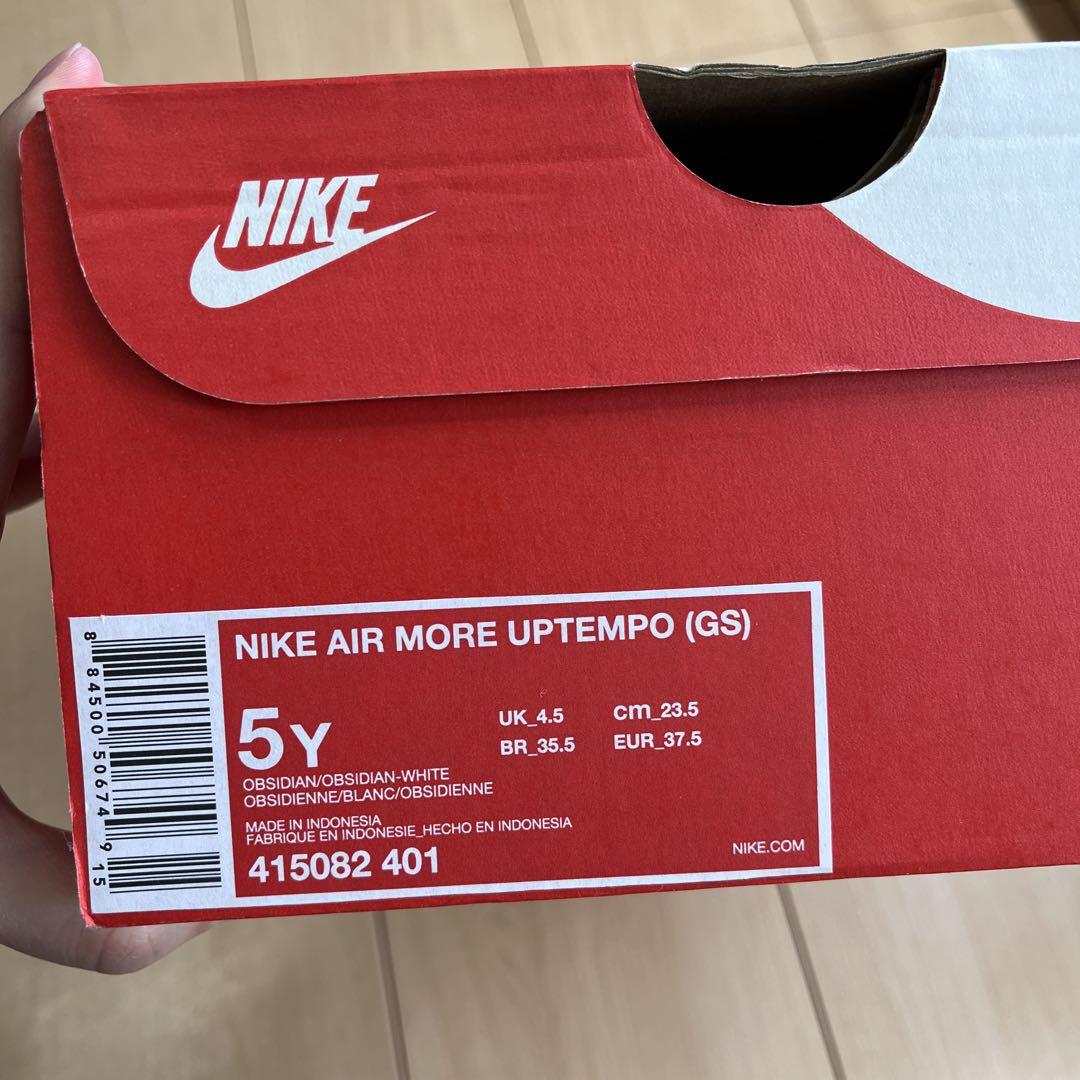 NIKE
NIKE AIR MORE UPTEMPO (GS)
5Y
UK_4.5 cm_23.5
BR_35.5 EUR_37.5
OBSIDIAN/OBSIDIAN-WHITE
OBSIDIENNE/BLANC/OBSIDIENNE
MADE IN INDONESIA
FABRIQUE EN INDONESIE_HECHO EN INDONESIA
415082 401
NIKE.COM
8 84500 50674 9 15